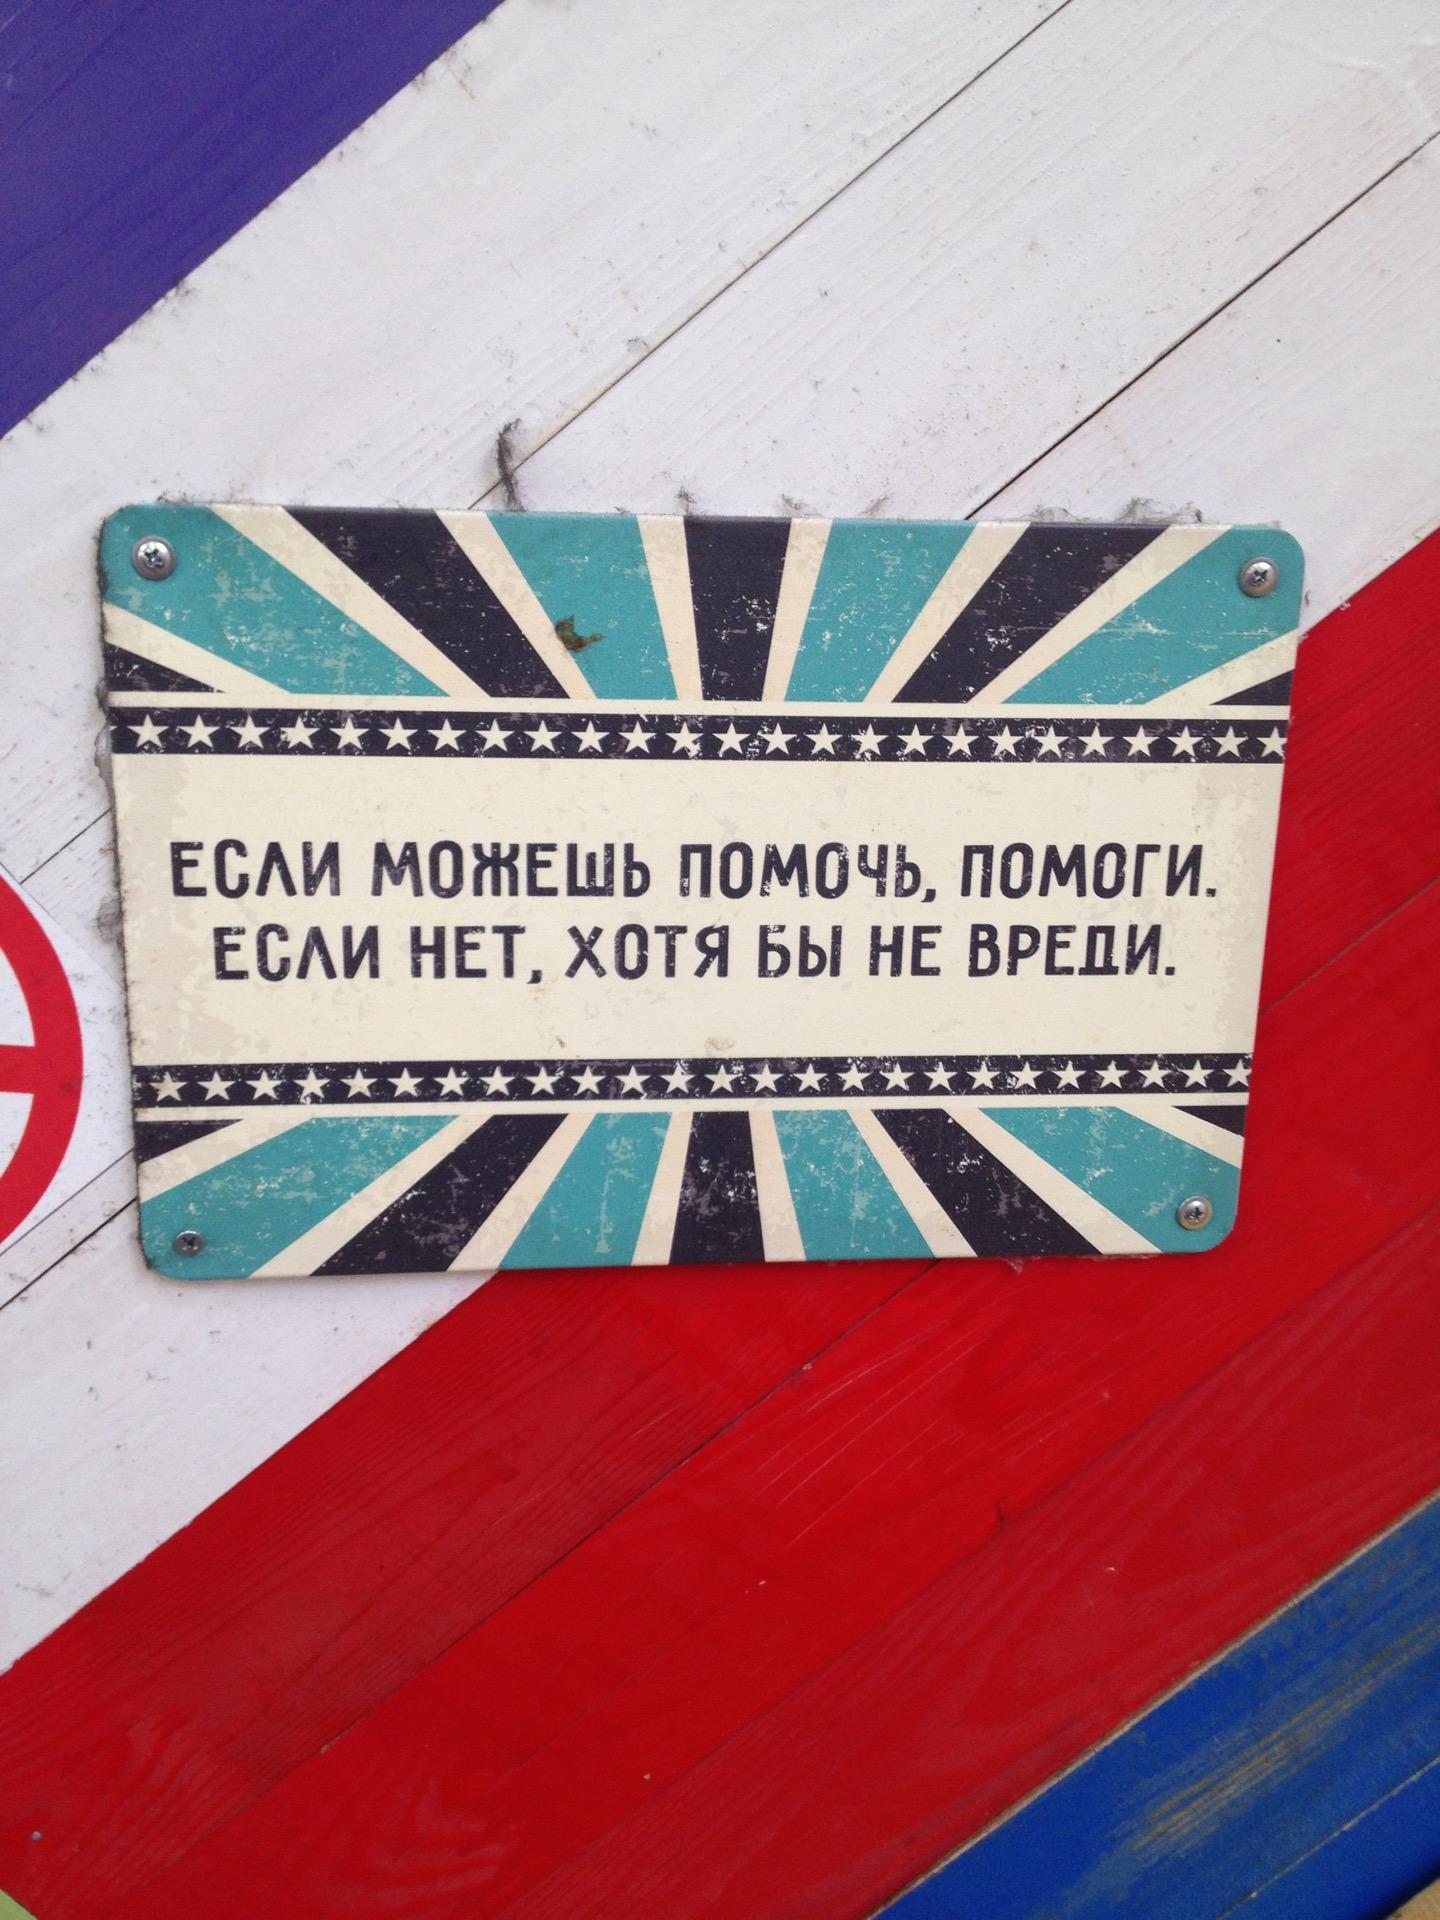 ЕСЛИ МОЖЕШЬ ПОМОЧЬ, ПОМОГИ.
ЕСЛИ НЕТ, ХОТЯ БЫ НЕ ВРЕДИ.